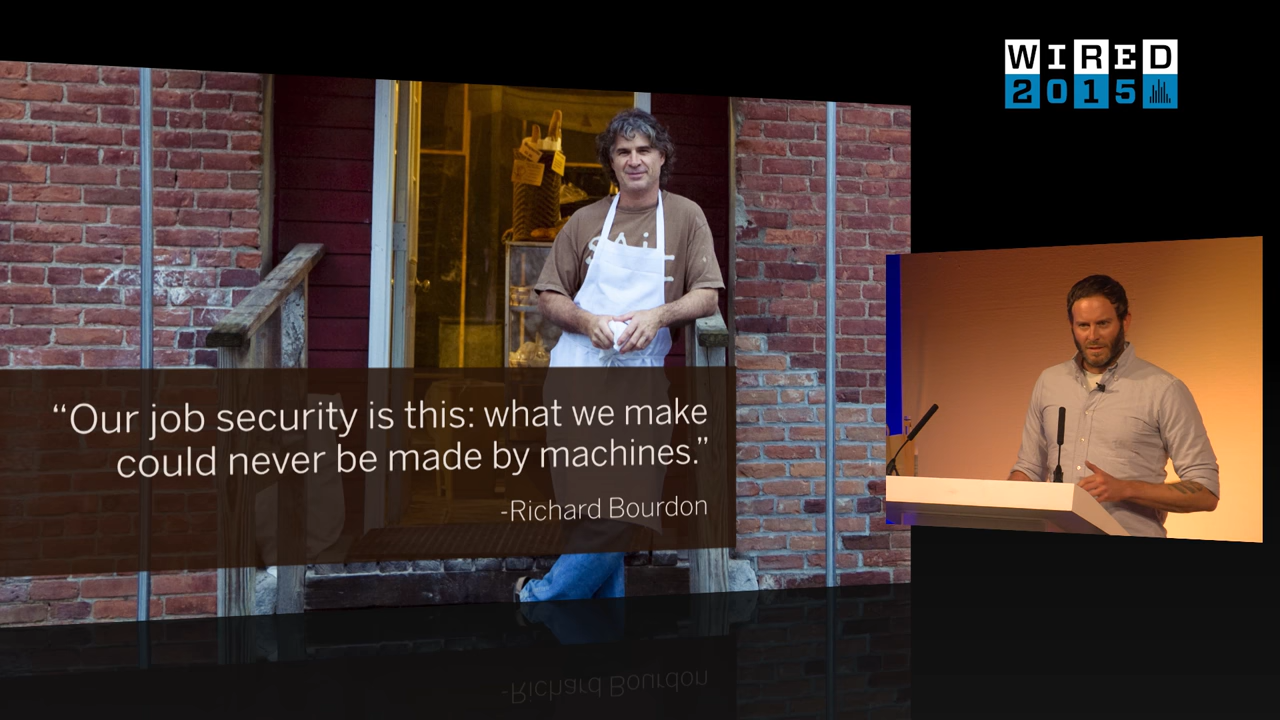 WIRED
2015
“Our job security is this: what we make
could never be made by machines.”
-Richard Bourdon